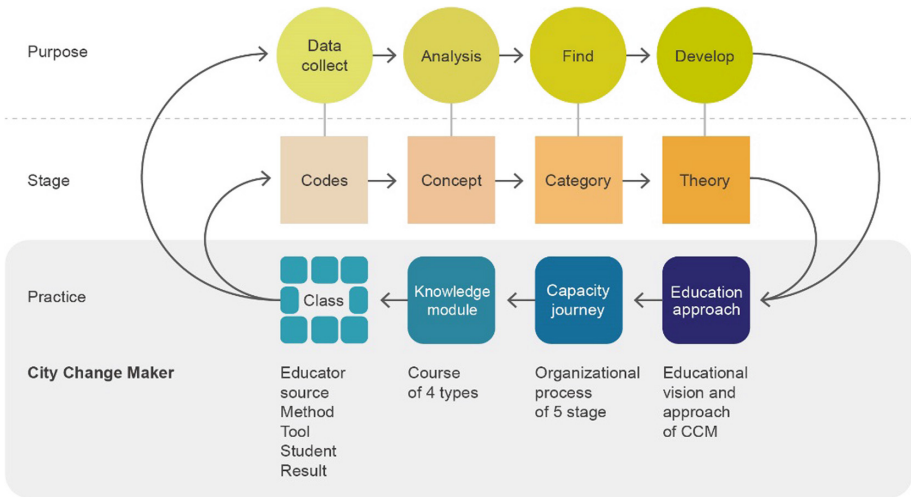 Purpose
Data
collect
Analysis
Find
Develop
Stage
Codes
Concept
Category
Theory
Practice
Class
Knowledge
module
Capacity
journey
Education
approach
City Change Maker
Educator
source
Method
Tool
Student
Result
Course
of 4 types
Organizational
process
of 5 stage
Educational
vision and
approach
of CCM